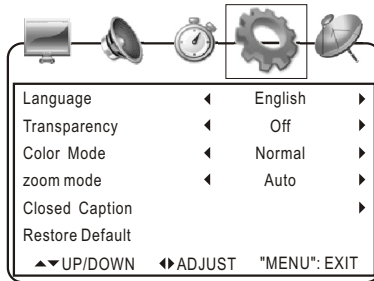 Language ◀ English ▶
Transparency ◀ Off ▶
Color Mode ◀ Normal ▶
zoom mode ◀ Auto ▶
Closed Caption ▶
Restore Default
▲▼UP/DOWN ◀▶ADJUST "MENU": EXIT